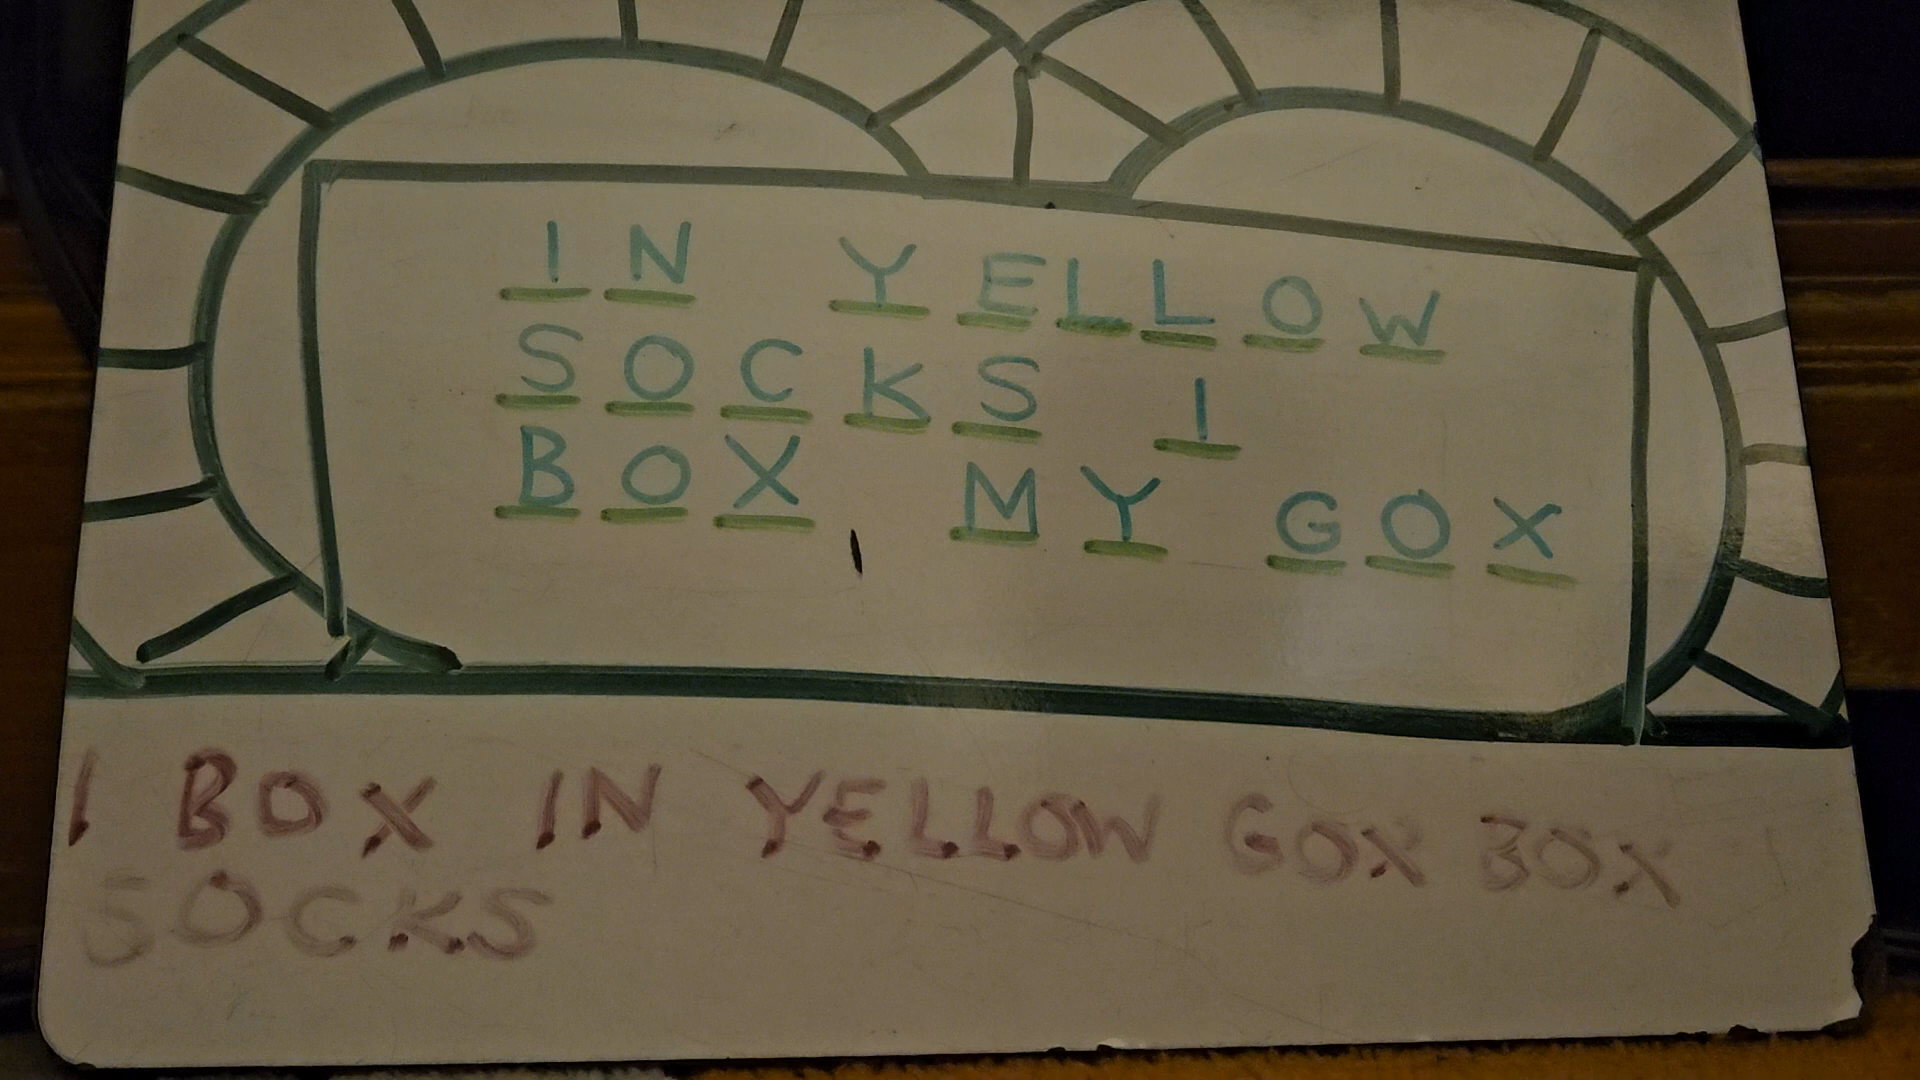 IN YELLOW
SOCKS I
BOX MY GOX
I BOX IN YELLOW GOX BOX
SOCKS